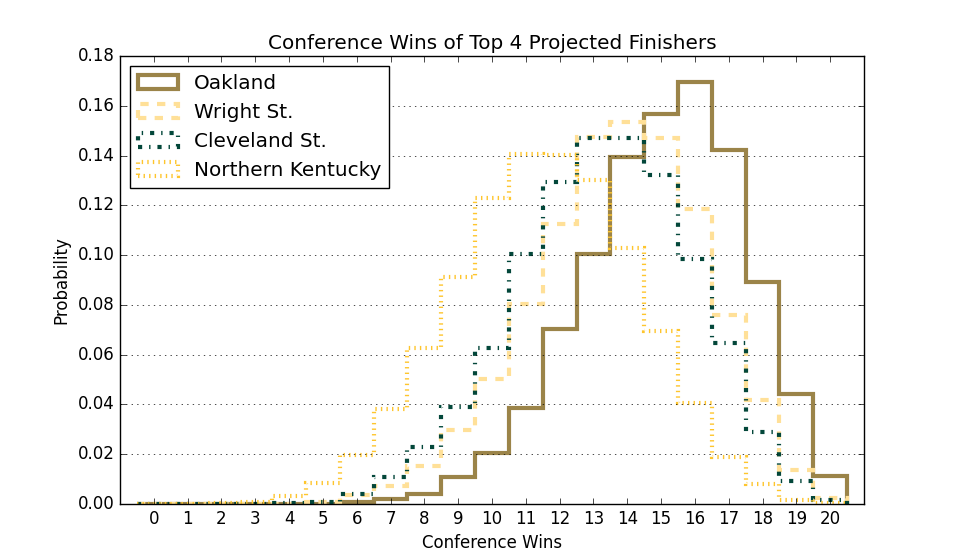 Conference Wins of Top 4 Projected Finishers
0.18
0.16
0.14
0.12
0.10
0.08
0.06
0.04
0.02
0.00
Probability
Oakland
Wright St.
Cleveland St.
Northern Kentucky
0 1 2 3 4 5 6 7 8 9 10 11 12 13 14 15 16 17 18 19 20
Conference Wins